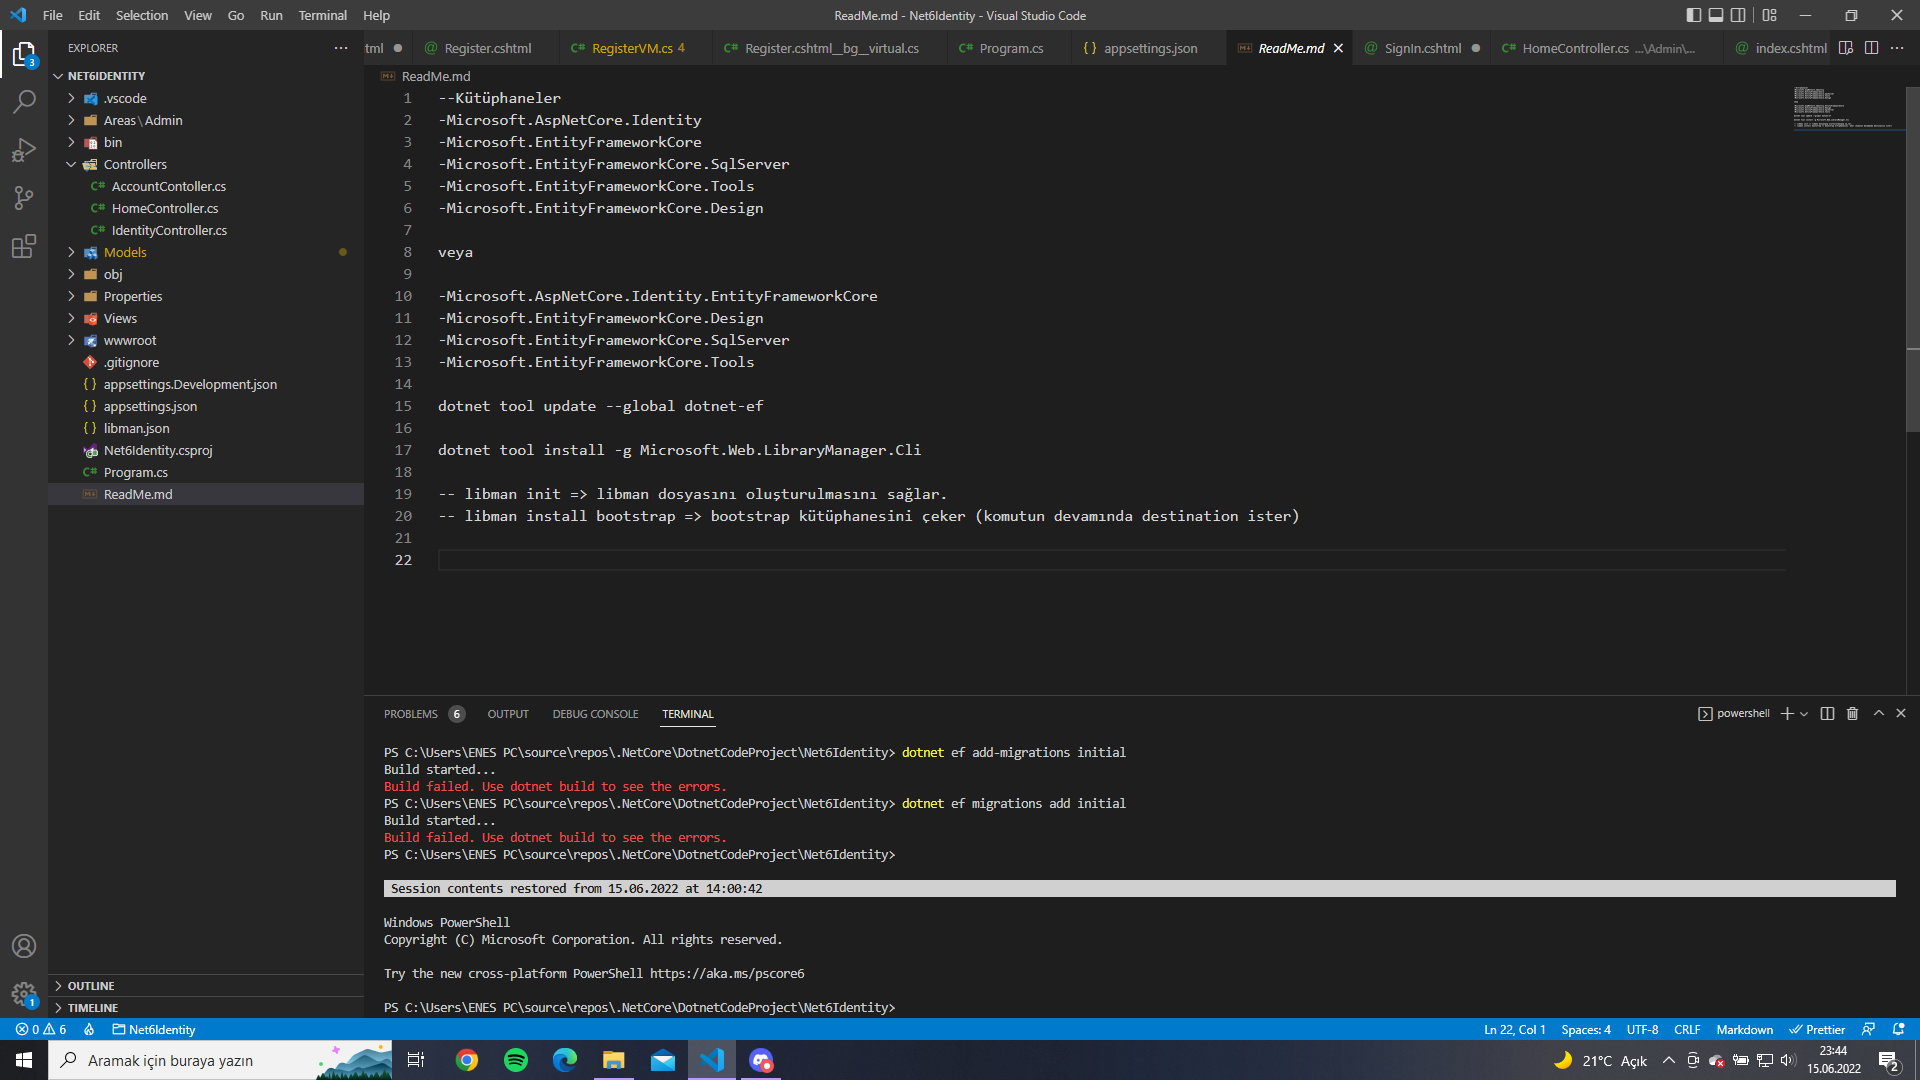 File Edit Selection View Go Run Terminal Help
ReadMe.md - Net6Identity - Visual Studio Code
EXPLORER
NET6IDENTITY
.vscode
Areas\Admin
bin
Controllers
AccountContoller.cs
HomeController.cs
IdentityController.cs
Models
obj
Properties
Views
wwwroot
.gitignore
appsettings.Development.json
appsettings.json
libman.json
Net6Identity.csproj
Program.cs
ReadMe.md
OUTLINE
TIMELINE
3
1
tml
Register.cshtml
RegisterVM.cs 4
Register.cshtml__bg__virtual.cs
Program.cs
appsettings.json
ReadMe.md
SignIn.cshtml
HomeController.cs ...\Admin\...
index.cshtml
ReadMe.md
1 --Kütüphaneler
2 -Microsoft.AspNetCore.Identity
3 -Microsoft.EntityFrameworkCore
4 -Microsoft.EntityFrameworkCore.SqlServer
5 -Microsoft.EntityFrameworkCore.Tools
6 -Microsoft.EntityFrameworkCore.Design
7
8 veya
9
10 -Microsoft.AspNetCore.Identity.EntityFrameworkCore
11 -Microsoft.EntityFrameworkCore.Design
12 -Microsoft.EntityFrameworkCore.SqlServer
13 -Microsoft.EntityFrameworkCore.Tools
14
15 dotnet tool update --global dotnet-ef
16
17 dotnet tool install -g Microsoft.Web.LibraryManager.Cli
18
19 -- libman init => libman dosyasını oluşturulmasını sağlar.
20 -- libman install bootstrap => bootstrap kütüphanesini çeker (komutun devamında destination ister)
21
22
PROBLEMS 6 OUTPUT DEBUG CONSOLE TERMINAL
powershell
PS C:\Users\ENES PC\source\repos\.NetCore\DotnetCodeProject\Net6Identity> dotnet ef add-migrations initial
Build started...
Build failed. Use dotnet build to see the errors.
PS C:\Users\ENES PC\source\repos\.NetCore\DotnetCodeProject\Net6Identity> dotnet ef migrations add initial
Build started...
Build failed. Use dotnet build to see the errors.
PS C:\Users\ENES PC\source\repos\.NetCore\DotnetCodeProject\Net6Identity>
Session contents restored from 15.06.2022 at 14:00:42
Windows PowerShell
Copyright (C) Microsoft Corporation. All rights reserved.
Try the new cross-platform PowerShell https://aka.ms/pscore6
PS C:\Users\ENES PC\source\repos\.NetCore\DotnetCodeProject\Net6Identity>
0 6 Net6Identity
Ln 22, Col 1 Spaces: 4 UTF-8 CRLF Markdown Prettier
Aramak için buraya yazın
21°C Açık
23:44
15.06.2022
2